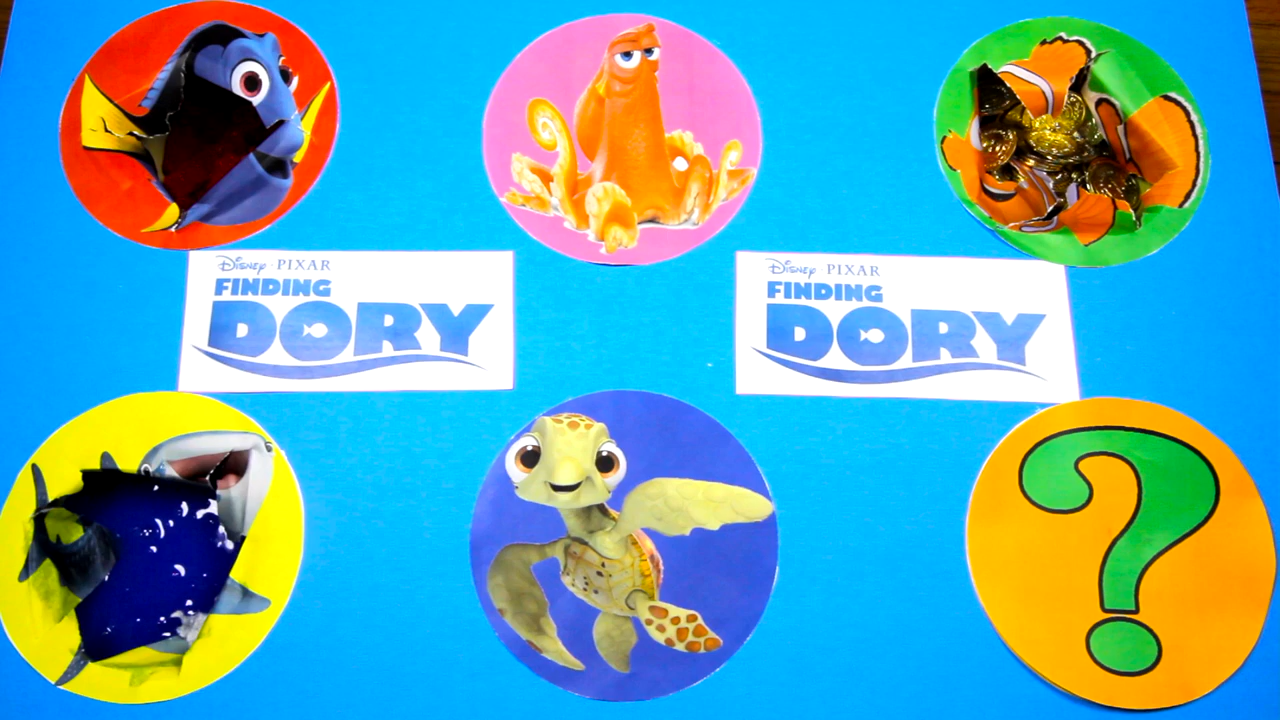 Disney · PIXAR
FINDING
DORY
Disney · PIXAR
FINDING
DORY
?